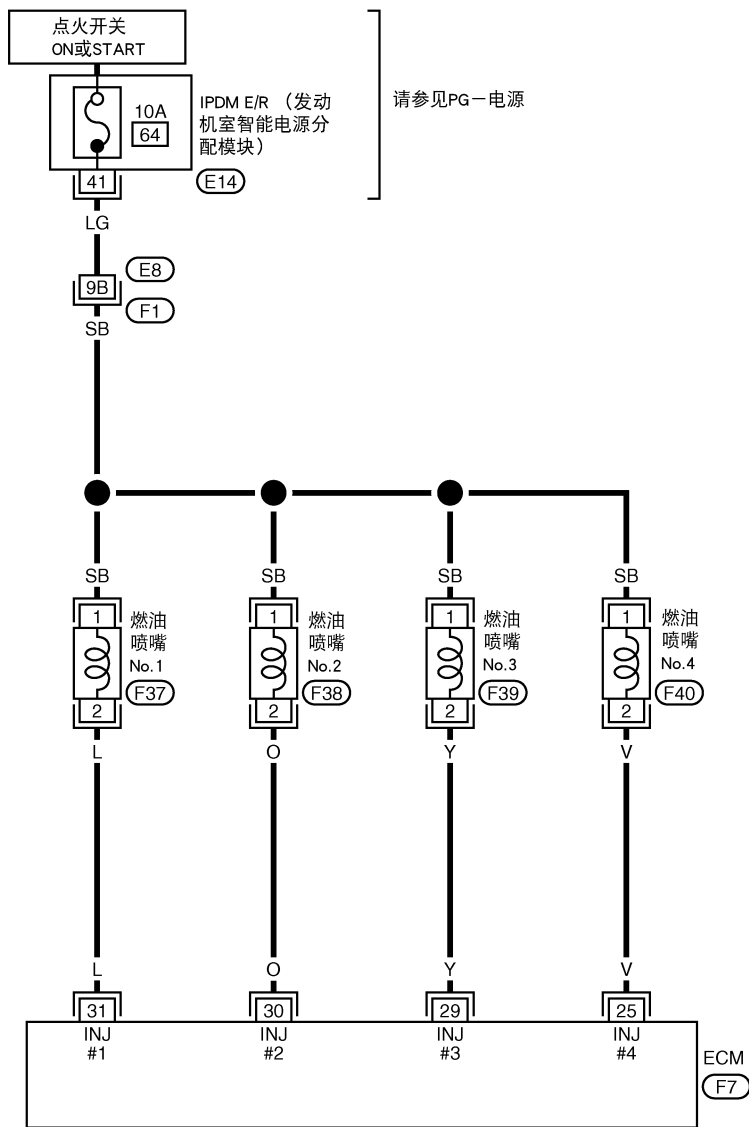 点火开关
ON或START
10A
64
IPDM E/R （发动
机室智能电源分
配模块）
请参见PG－电源
41
E14
LG
E8
9B
F1
SB
SB
SB
SB
SB
1
燃油
喷嘴
No.1
F37
2
1
燃油
喷嘴
No.2
F38
2
1
燃油
喷嘴
No.3
F39
2
1
燃油
喷嘴
No.4
F40
2
L
O
Y
V
L
O
Y
V
31
30
29
25
INJ
#1
INJ
#2
INJ
#3
INJ
#4
ECM
F7